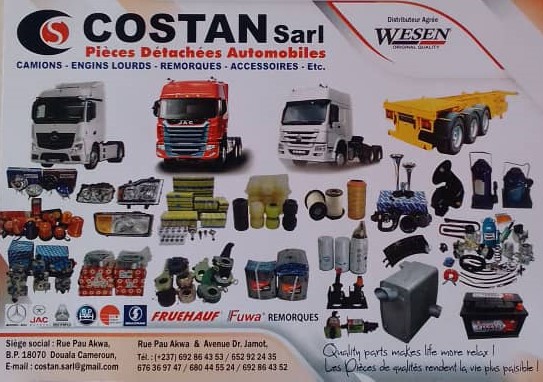 COSTAN Sarl
Pièces Détachées Automobiles
CAMIONS - ENGINS LOURDS - REMORQUES - ACCESSOIRES - Etc.
Distributeur Agrée
WESEN
ORIGINAL QUALITY
JAC
JAC
FRUEHAUF
Fuwa
REMORQUES
Siége social : Rue Pau Akwa,
B.P. 18070 Douala Cameroun,
E-mail : costan.sarl@gmail.com
Rue Pau Akwa & Avenue Dr, Jamot,
Tél. : (+237) 692 86 43 53 / 652 92 24 35
676 36 97 47 / 680 44 55 24 / 692 86 43 52
Quality parts makes life more relax !
Les Pièces de qualités rendent la vie plus paisible !